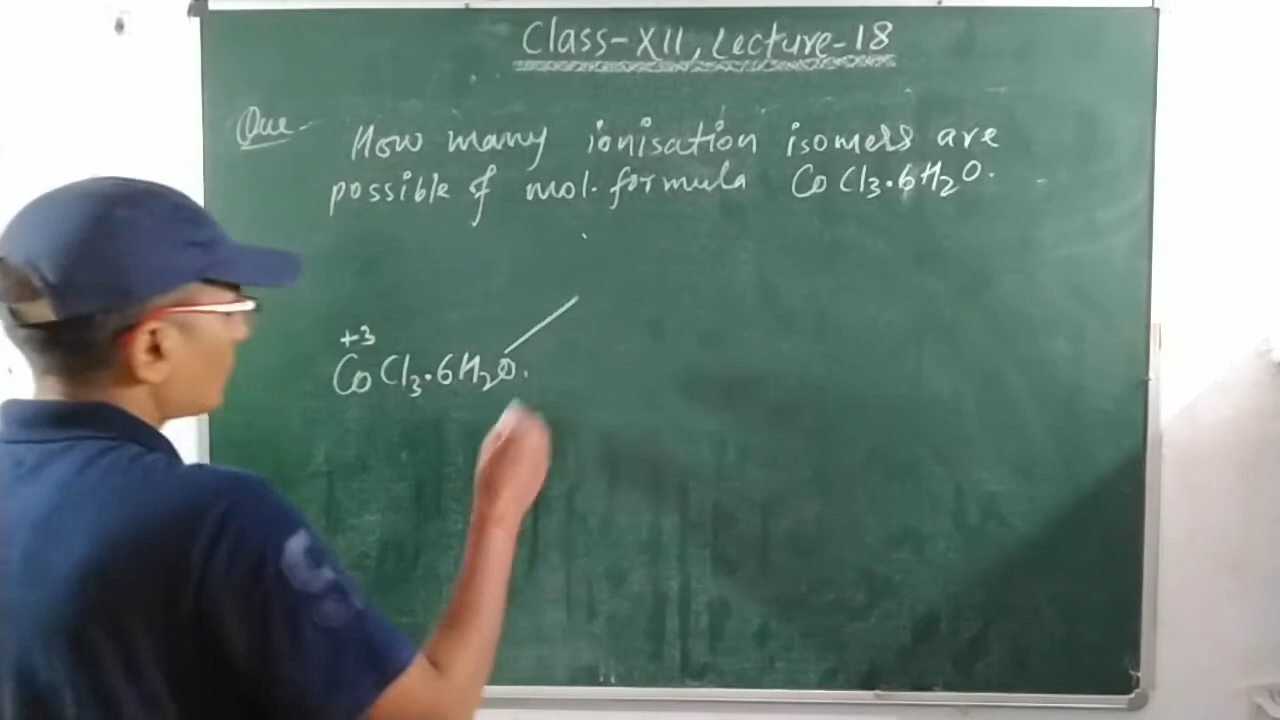 Class-XII, Lecture-18
Que- How many ionisation isomers are
possible of mol. formula CoCl₃.6H₂O.
+3
CoCl₃.6H₂O.